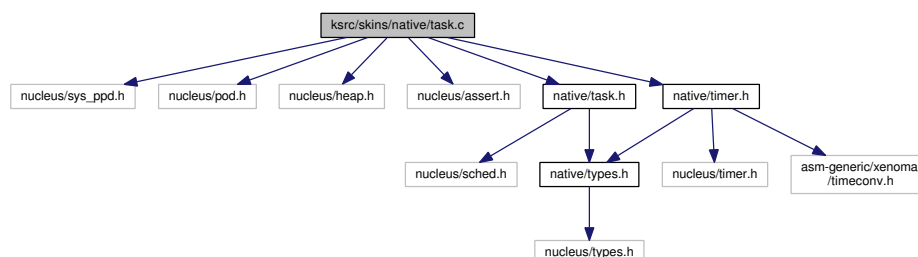 ksrc/skins/native/task.c
nucleus/sys_ppd.h
nucleus/pod.h
nucleus/heap.h
nucleus/assert.h
native/task.h
native/timer.h
nucleus/sched.h
native/types.h
nucleus/timer.h
asm-generic/xenoma
/timeconv.h
nucleus/types.h